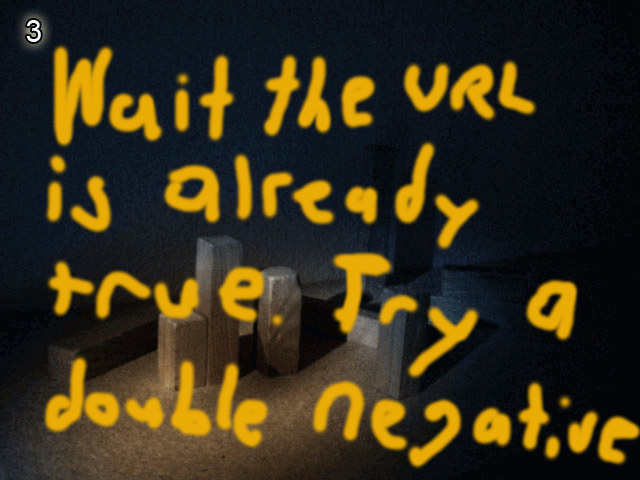 3
Wait the URL
is already
true. Try a
double negative